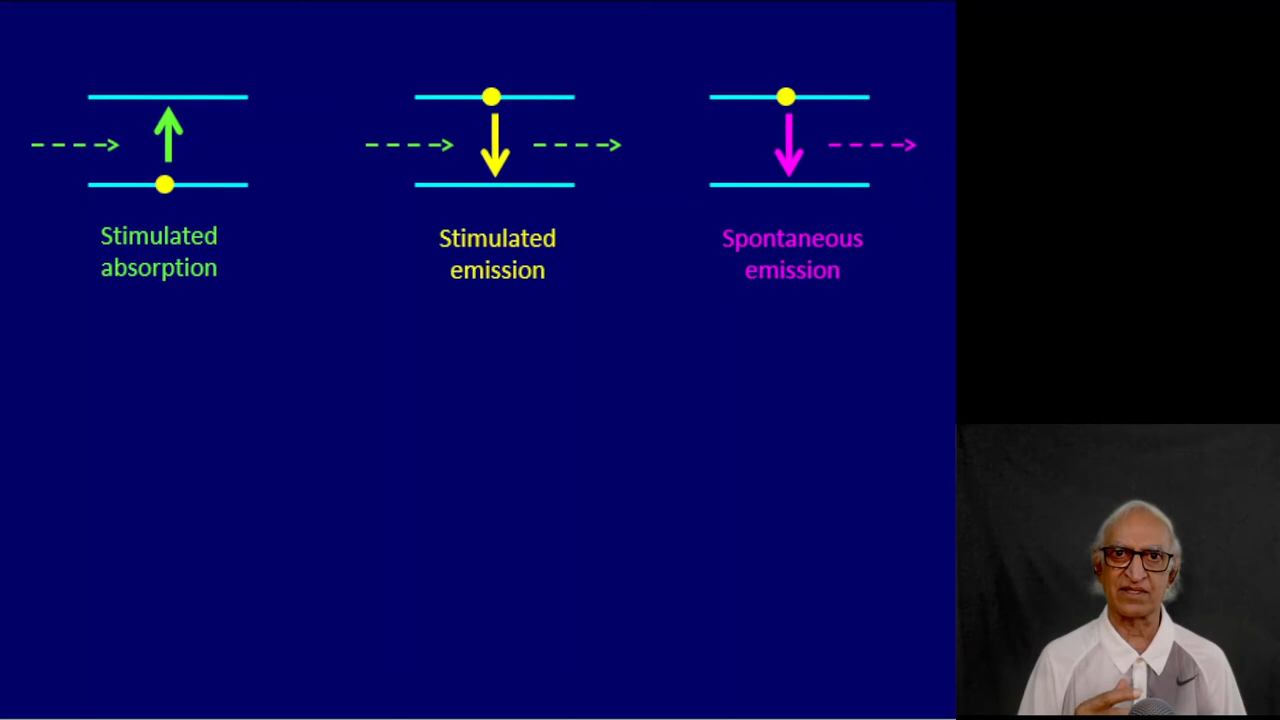 Stimulated
absorption
Stimulated
emission
Spontaneous
emission